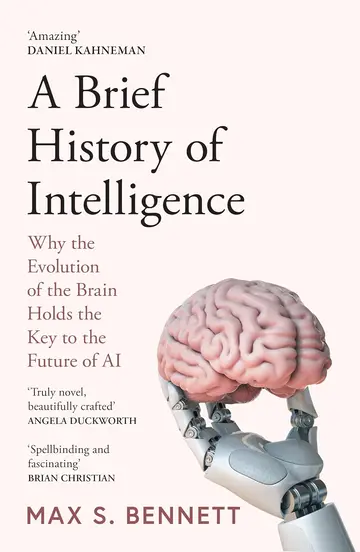 ‘Amazing’
DANIEL KAHNEMAN
A Brief
History of
Intelligence
Why the
Evolution
of the Brain
Holds the
Key to the
Future of AI
‘Truly novel,
beautifully crafted’
ANGELA DUCKWORTH
‘Spellbinding and
fascinating’
BRIAN CHRISTIAN
MAX S. BENNETT